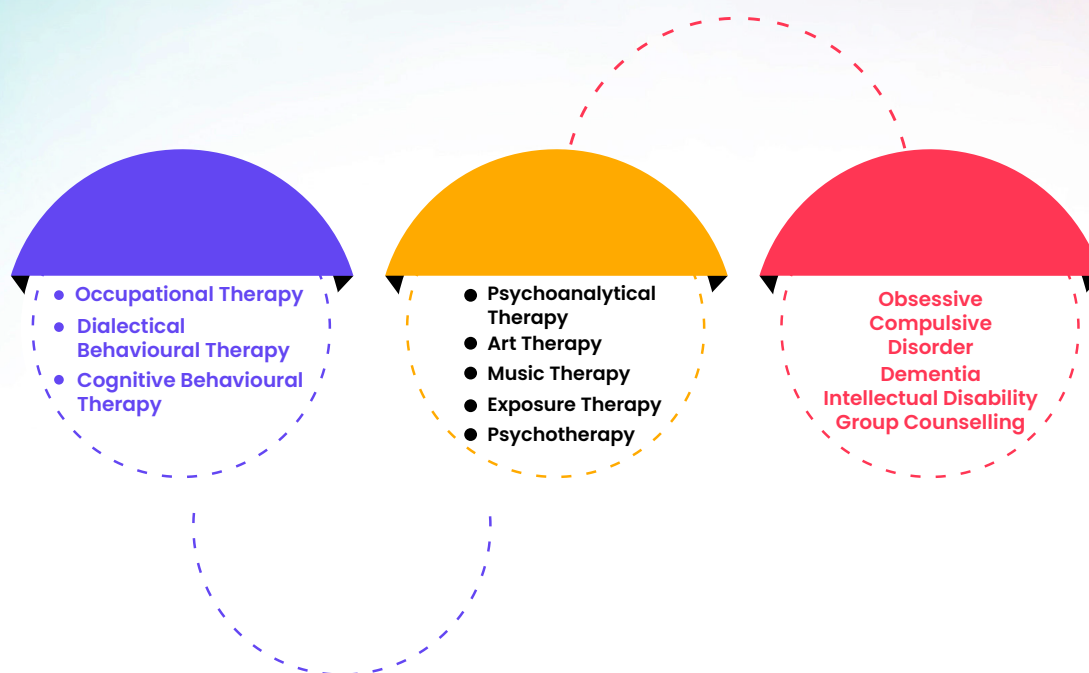 Occupational Therapy
Dialectical
Behavioural Therapy
Cognitive Behavioural
Therapy
Psychoanalytical
Therapy
Art Therapy
Music Therapy
Exposure Therapy
Psychotherapy
Obsessive
Compulsive
Disorder
Dementia
Intellectual Disability
Group Counselling